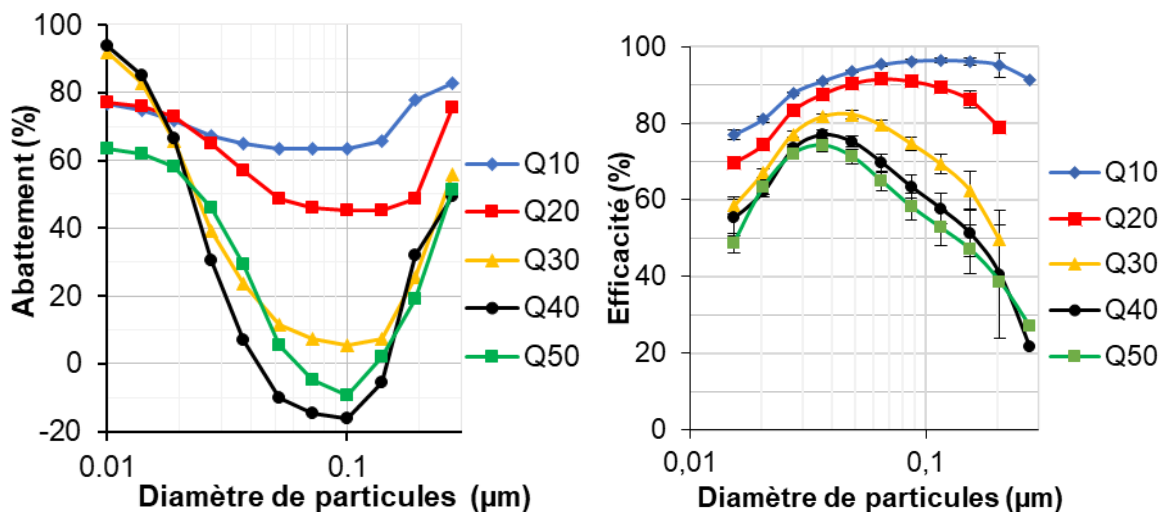 Abattement (%)
100
80
60
40
20
0
-20
0.01
0.1
Diamètre de particules (µm)
Q10
Q20
Q30
Q40
Q50
Efficacité (%)
100
80
60
40
20
0
0,01
0,1
Diamètre de particules (µm)
Q10
Q20
Q30
Q40
Q50